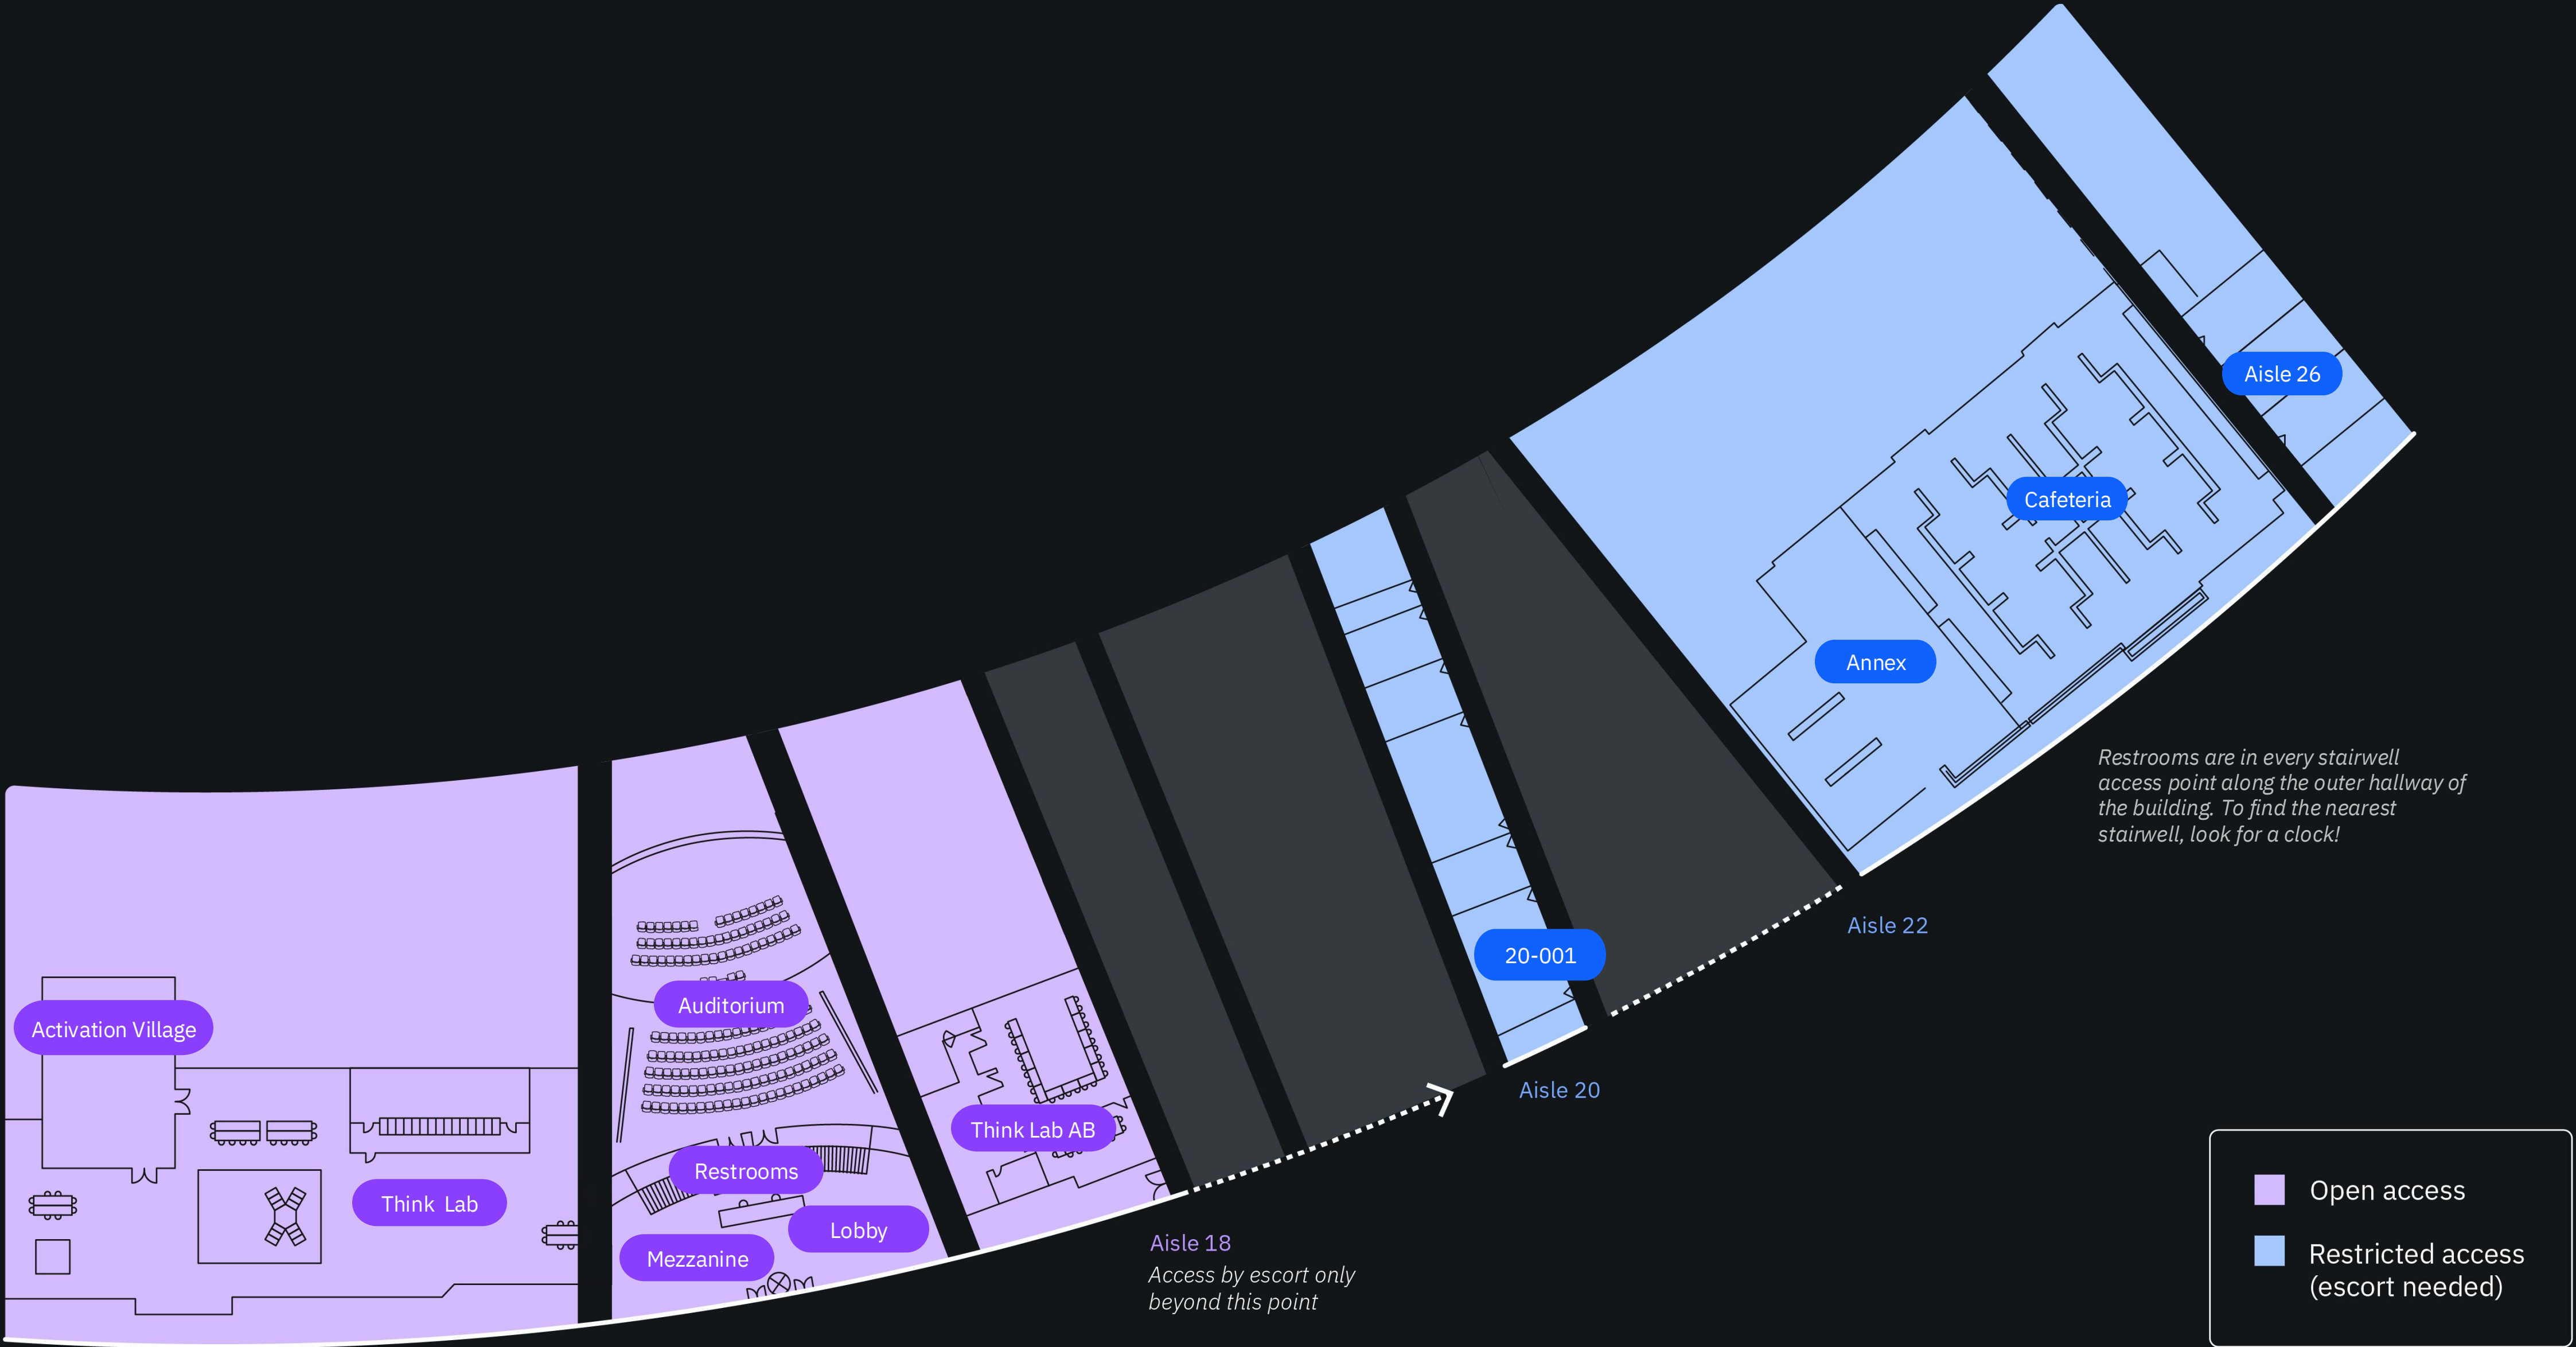 Aisle 26
Cafeteria
Annex
Restrooms are in every stairwell
access point along the outer hallway of
the building. To find the nearest
stairwell, look for a clock!
Aisle 22
20-001
Aisle 20
Activation Village
Auditorium
Think Lab AB
Restrooms
Think Lab
Lobby
Mezzanine
Aisle 18
Access by escort only
beyond this point
Open access
Restricted access
(escort needed)